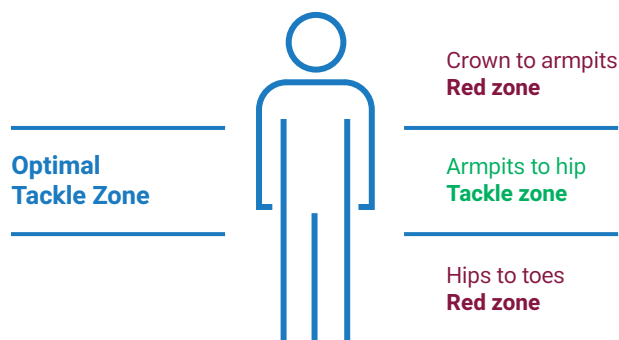 Crown to armpits
Red zone
Optimal
Tackle Zone
Armpits to hip
Tackle zone
Hips to toes
Red zone